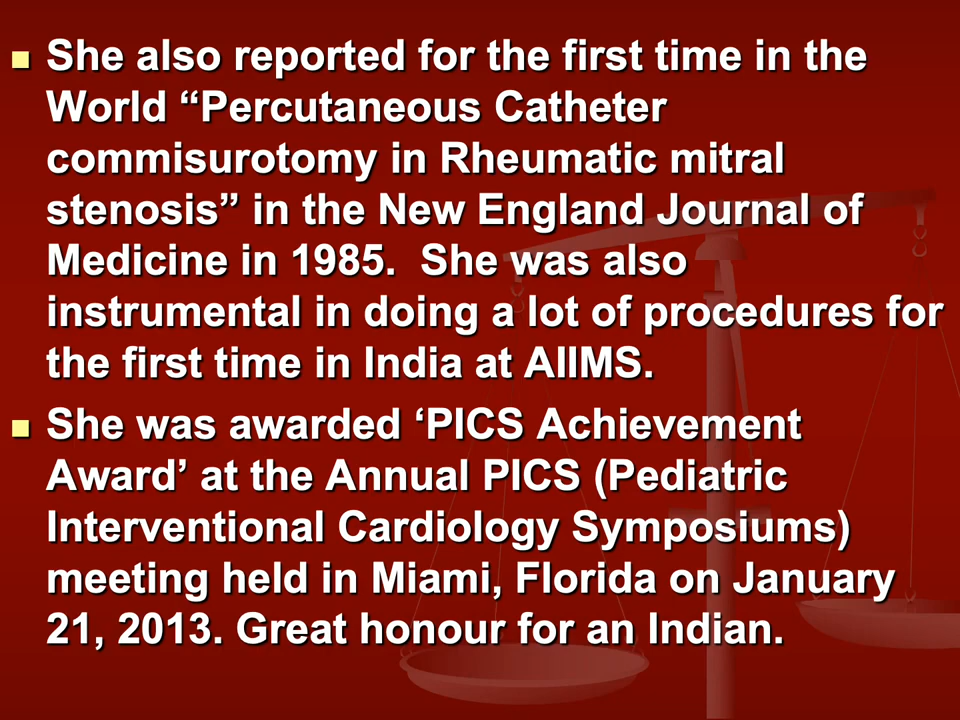 She also reported for the first time in the
World “Percutaneous Catheter
commisurotomy in Rheumatic mitral
stenosis” in the New England Journal of
Medicine in 1985.  She was also
instrumental in doing a lot of procedures for
the first time in India at AIIMS.
She was awarded ‘PICS Achievement
Award’ at the Annual PICS (Pediatric
Interventional Cardiology Symposiums)
meeting held in Miami, Florida on January
21, 2013. Great honour for an Indian.